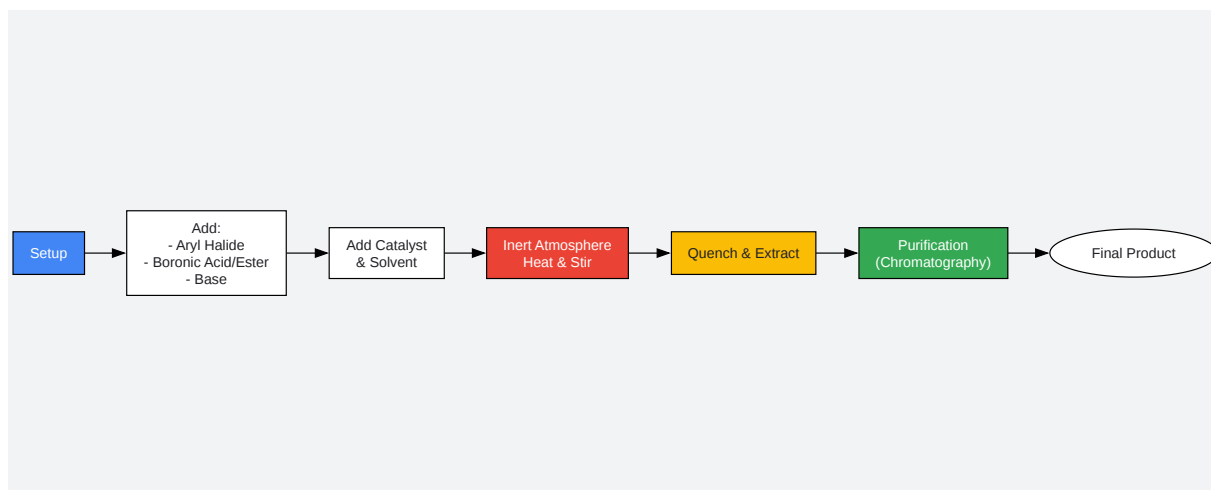 Setup
Add:
- Aryl Halide
- Boronic Acid/Ester
- Base
Add Catalyst
& Solvent
Inert Atmosphere
Heat & Stir
Quench & Extract
Purification
(Chromatography)
Final Product